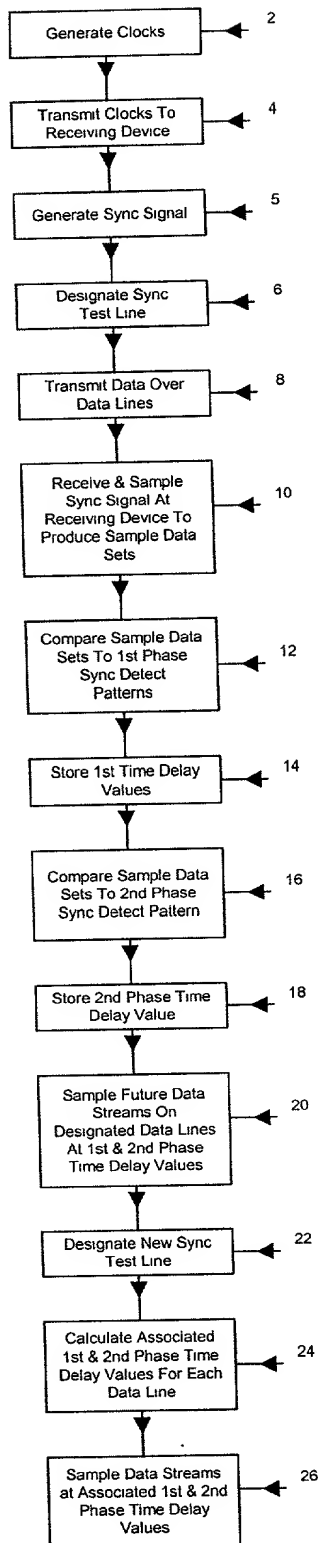 Generate Clocks
2
Transmit Clocks To
Receiving Device
4
Generate Sync Signal
5
Designate Sync
Test Line
6
Transmit Data Over
Data Lines
8
Receive & Sample
Sync Signal At
Receiving Device To
Produce Sample Data
Sets
10
Compare Sample Data
Sets To 1st Phase
Sync Detect
Patterns
12
Store 1st Time Delay
Values
14
Compare Sample Data
Sets To 2nd Phase
Sync Detect Pattern
16
Store 2nd Phase Time
Delay Value
18
Sample Future Data
Streams On
Designated Data Lines
At 1st & 2nd Phase
Time Delay Values
20
Designate New Sync
Test Line
22
Calculate Associated
1st & 2nd Phase Time
Delay Values For Each
Data Line
24
Sample Data Streams
at Associated 1st & 2nd
Phase Time Delay
Values
26